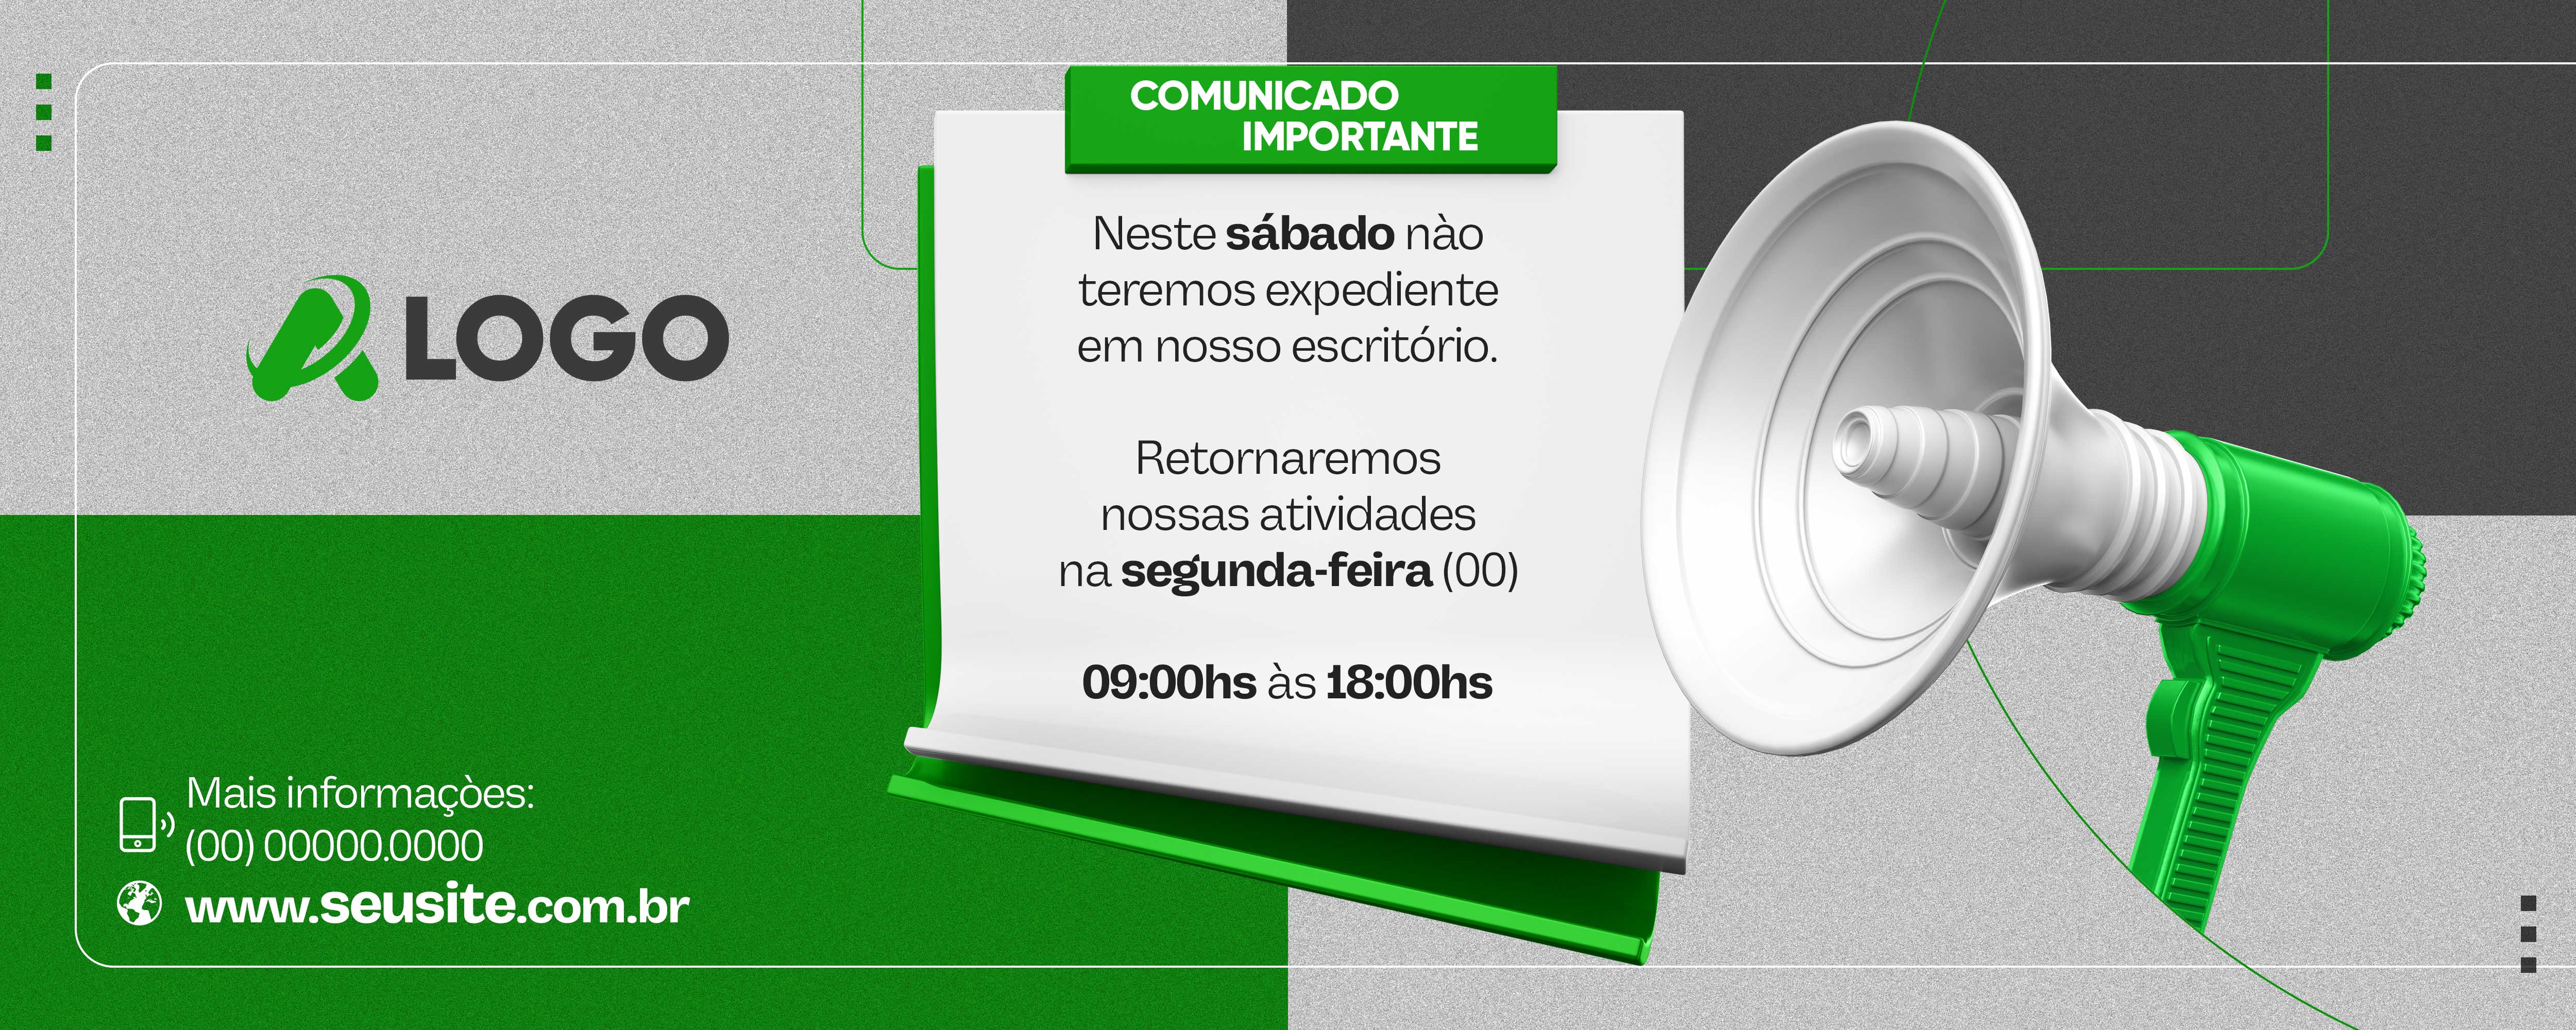 LOGO
COMUNICADO
IMPORTANTE
Neste sábado nào
teremos expediente
em nosso escritório.
Retornaremos
nossas atividades
na segunda-feira (00)
09:00hs às 18:00hs
Mais informaçòes:
(00) 00000.0000
www.seusite.com.br